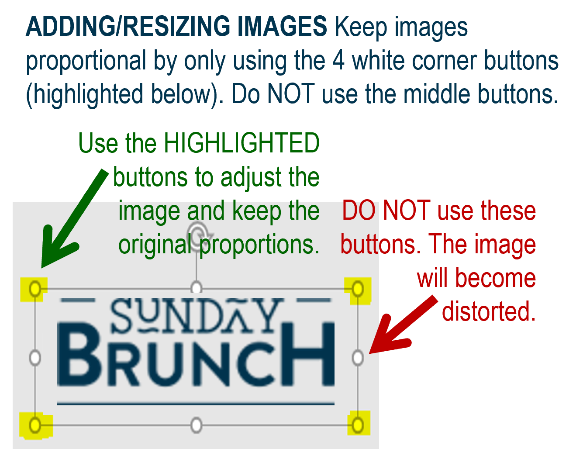 ADDING/RESIZING IMAGES Keep images
proportional by only using the 4 white corner buttons
(highlighted below). Do NOT use the middle buttons.
Use the HIGHLIGHTED
buttons to adjust the
image and keep the
original proportions.
DO NOT use these
buttons. The image
will become
distorted.
SUNDAY
BRUNCH